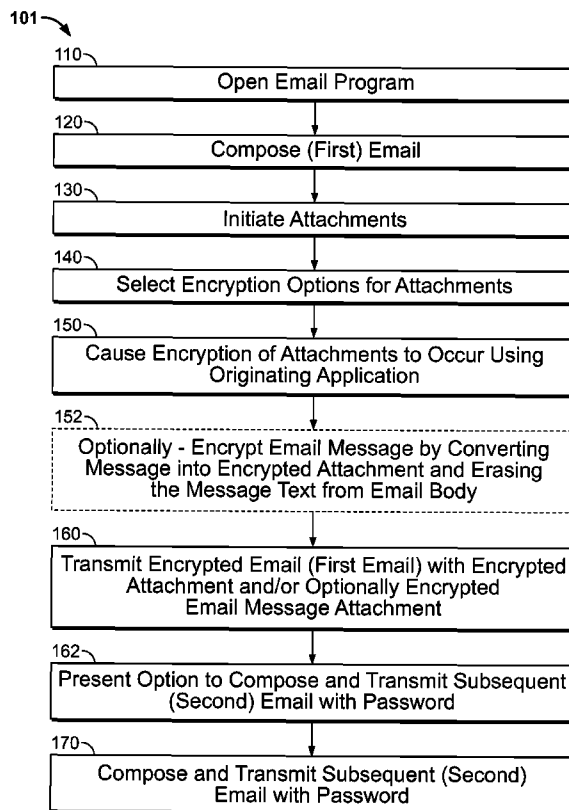 101
110
Open Email Program
120
Compose (First) Email
130
Initiate Attachments
140
Select Encryption Options for Attachments
150
Cause Encryption of Attachments to Occur Using
Originating Application
152
Optionally - Encrypt Email Message by Converting
Message into Encrypted Attachment and Erasing
the Message Text from Email Body
160
Transmit Encrypted Email (First Email) with Encrypted
Attachment and/or Optionally Encrypted
Email Message Attachment
162
Present Option to Compose and Transmit Subsequent
(Second) Email with Password
170
Compose and Transmit Subsequent (Second)
Email with Password